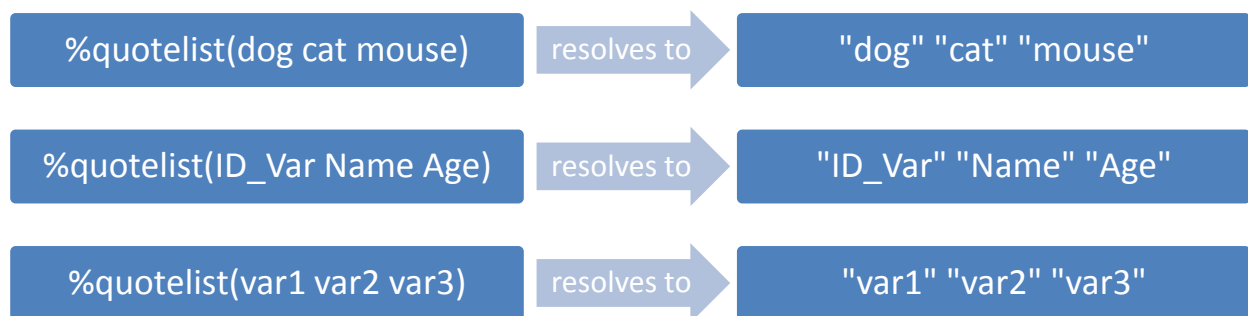 %quotelist(dog cat mouse) resolves to "dog" "cat" "mouse"
%quotelist(ID_Var Name Age) resolves to "ID_Var" "Name" "Age"
%quotelist(var1 var2 var3) resolves to "var1" "var2" "var3"